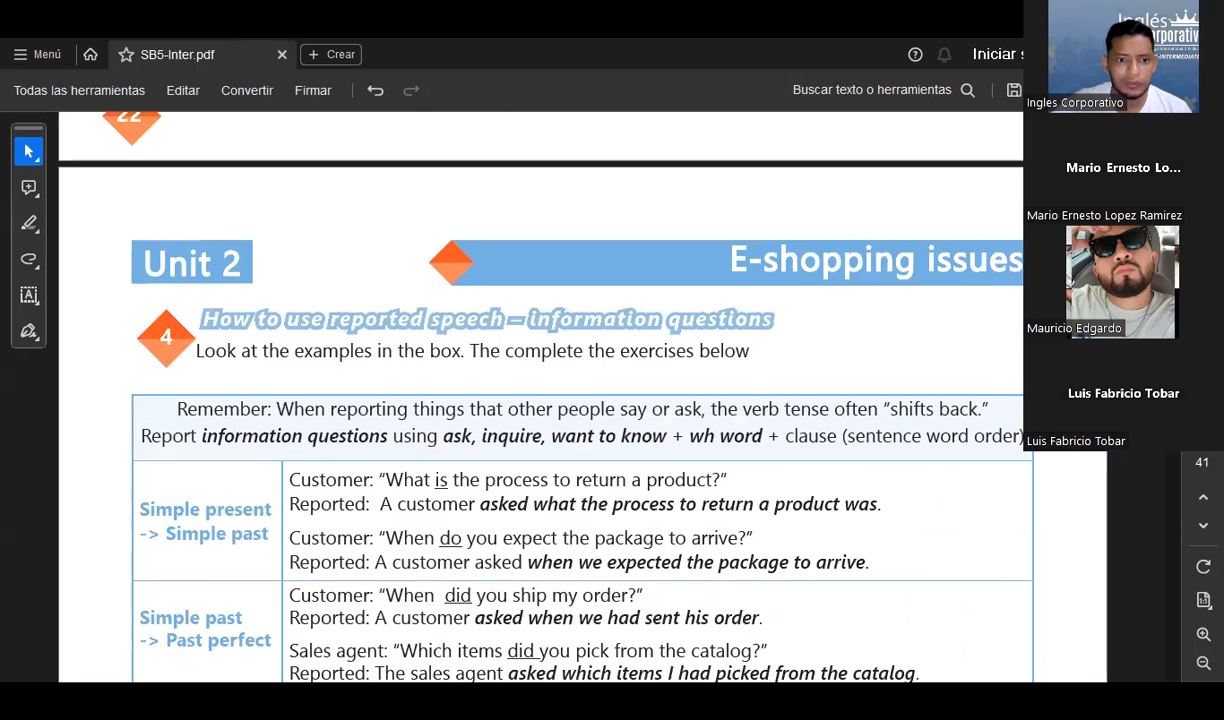 Menú
SB5-Inter.pdf
Crear
Iniciar s
Todas las herramientas
Editar
Convertir
Firmar
Buscar texto o herramientas
22
Unit 2
E-shopping issues
4
How to use reported speech – information questions
Look at the examples in the box. The complete the exercises below
Remember: When reporting things that other people say or ask, the verb tense often “shifts back.”
Report information questions using ask, inquire, want to know + wh word + clause (sentence word order)
Simple present
-> Simple past
Customer: “What is the process to return a product?”
Reported: A customer asked what the process to return a product was.
Customer: “When do you expect the package to arrive?”
Reported: A customer asked when we expected the package to arrive.
Simple past
-> Past perfect
Customer: “When did you ship my order?”
Reported: A customer asked when we had sent his order.
Sales agent: “Which items did you pick from the catalog?”
Reported: The sales agent asked which items I had picked from the catalog.
Inglés
Corporativo
Ingles Corporativo
Mario Ernesto Lo...
Mario Ernesto Lopez Ramirez
Mauricio Edgardo
Luis Fabricio Tobar
Luis Fabricio Tobar
41